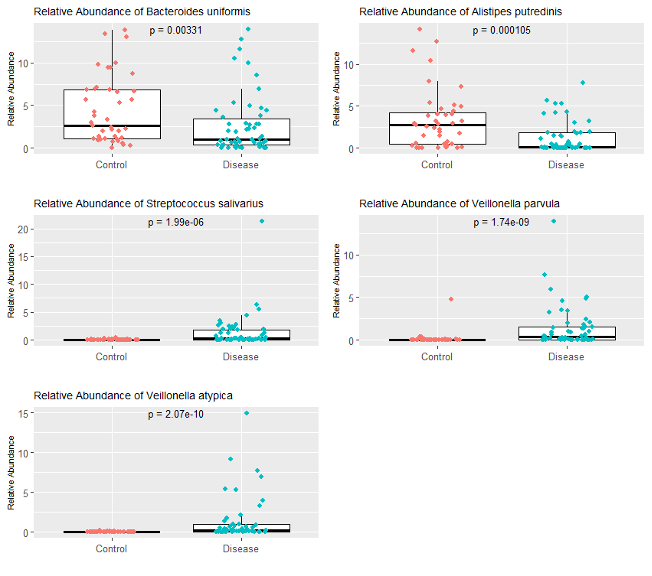 Relative Abundance of Bacteroides uniformis
p = 0.00331
Relative Abundance
10
5
0
Control Disease
Relative Abundance of Alistipes putredinis
p = 0.000105
Relative Abundance
10
5
0
Control Disease
Relative Abundance of Streptococcus salivarius
p = 1.99e-06
Relative Abundance
20
15
10
5
0
Control Disease
Relative Abundance of Veillonella parvula
p = 1.74e-09
Relative Abundance
10
5
0
Control Disease
Relative Abundance of Veillonella atypica
p = 2.07e-10
Relative Abundance
15
10
5
0
Control Disease